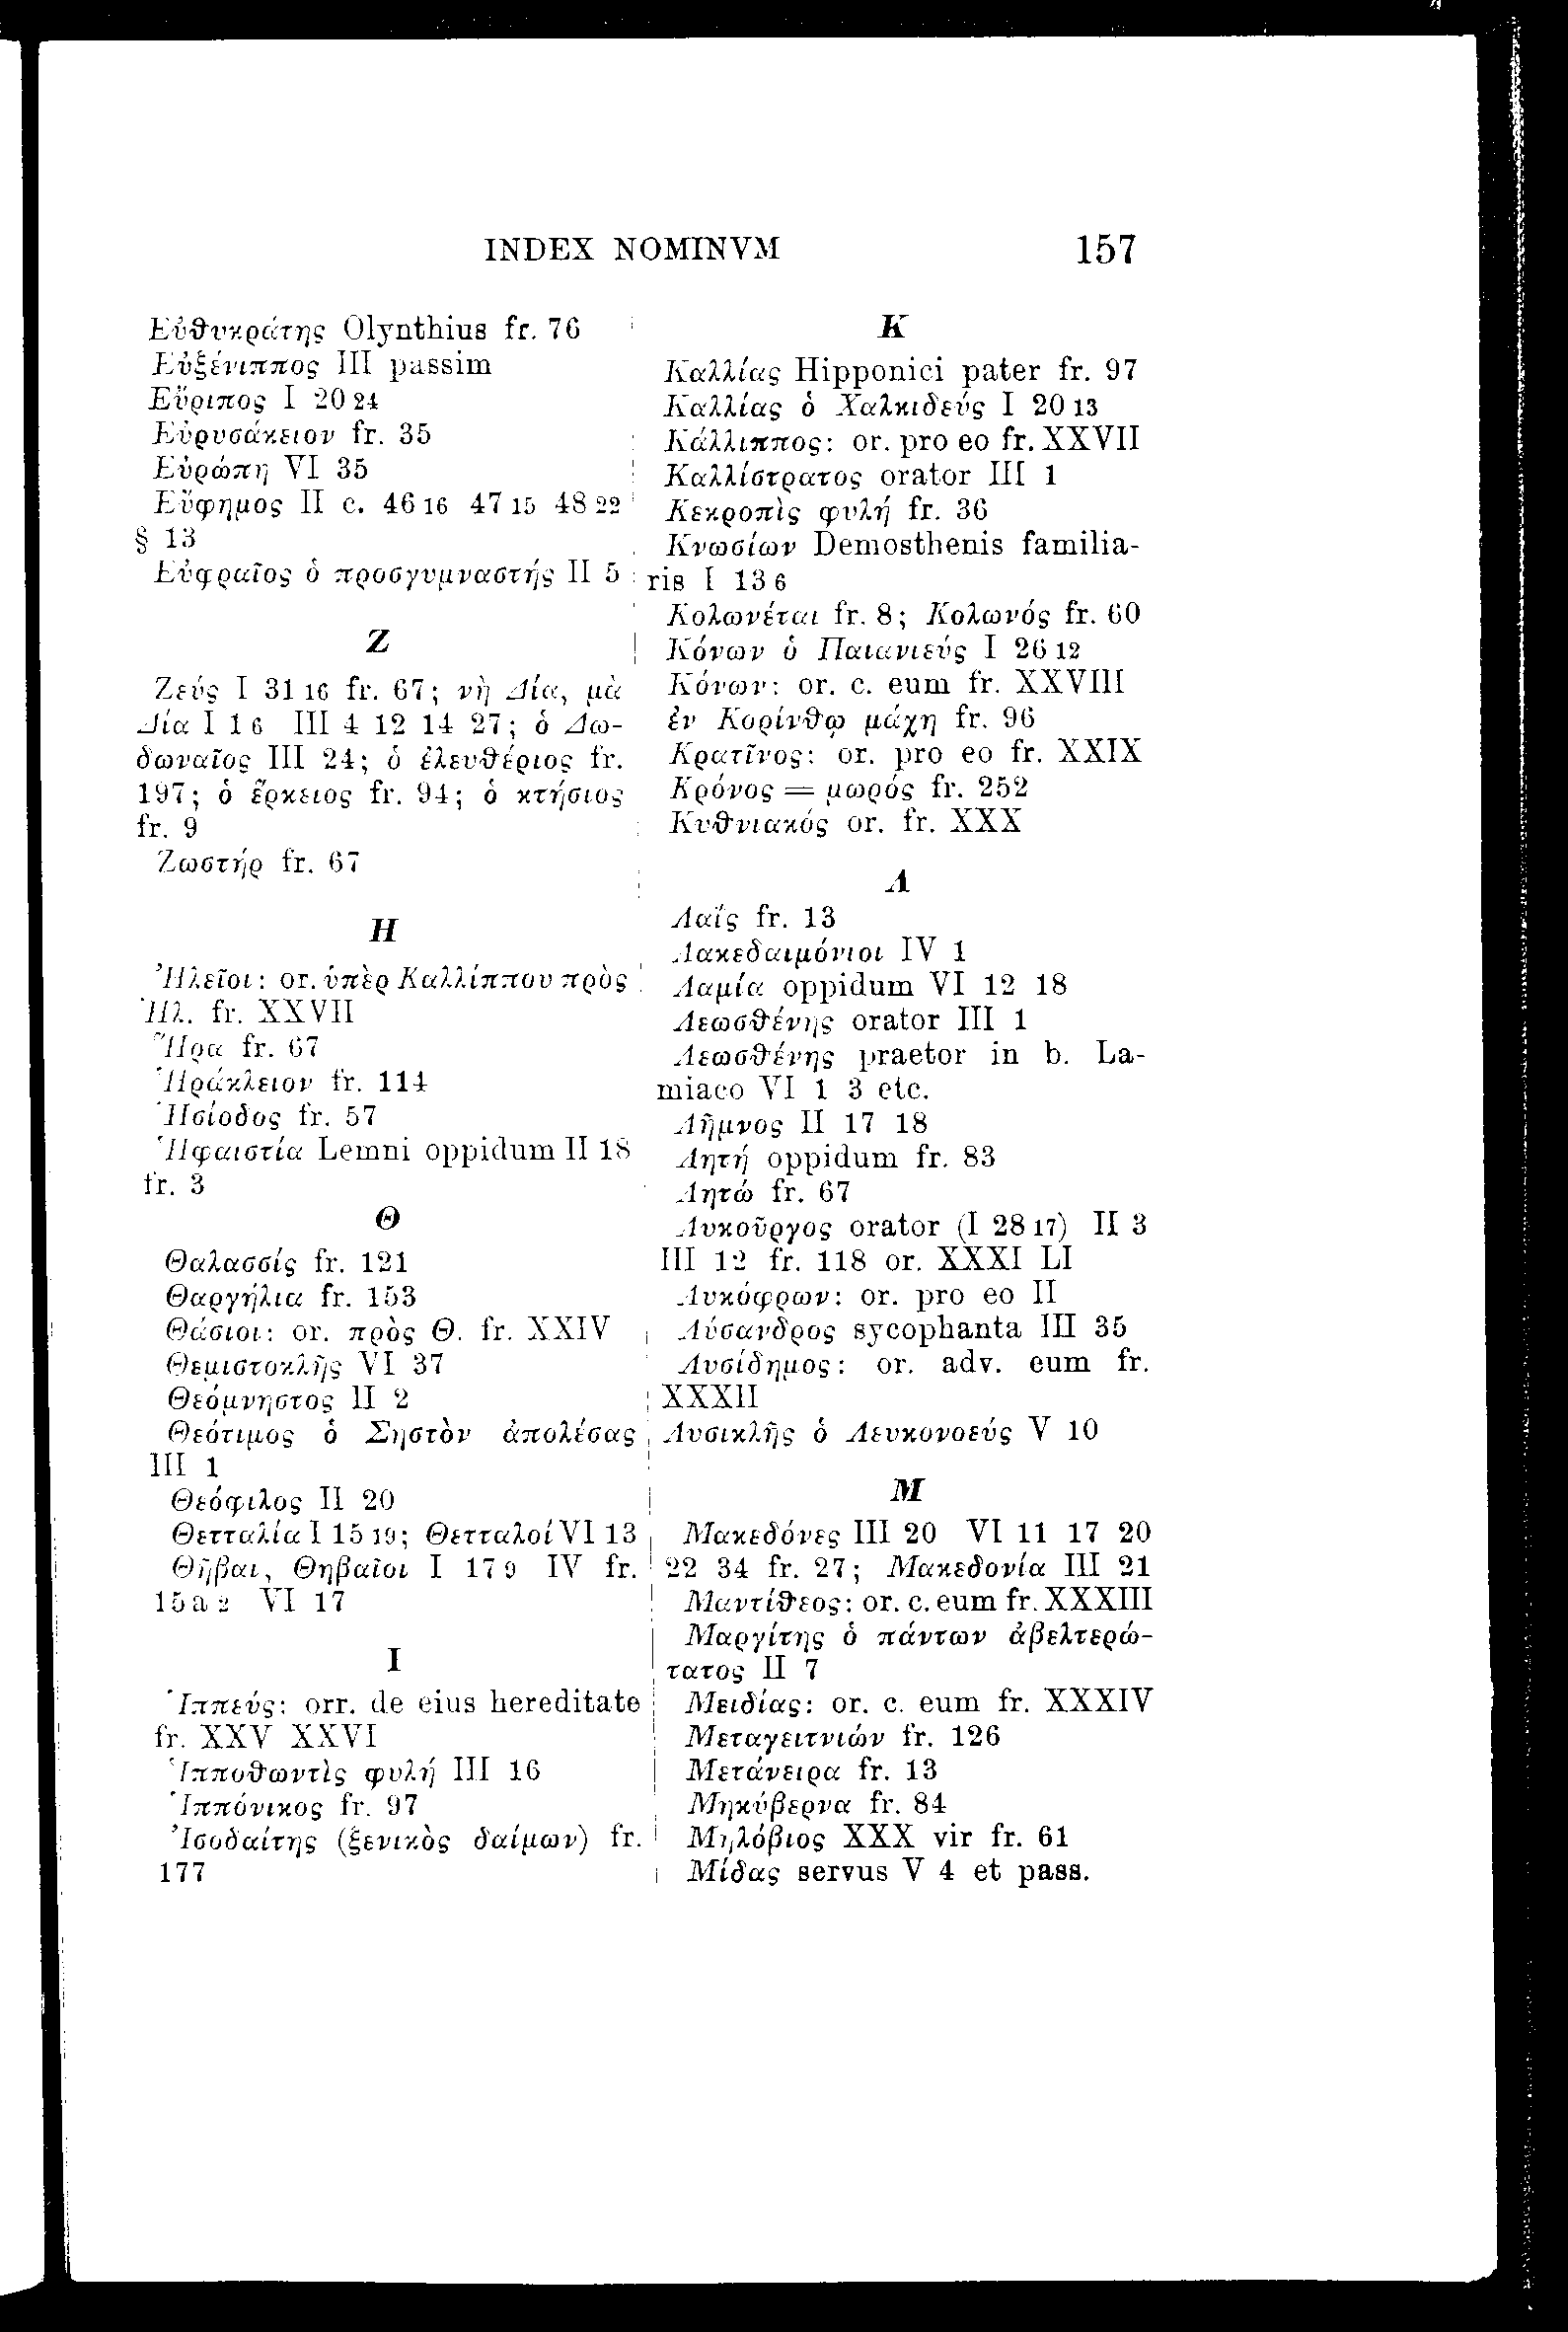 INDEX NOMINVM 157
Εὐθυκράτης Olynthius fr. 76
Εὐξένιππος III passim
Εὔριπος I 20 24
Εὐρυσάκειον fr. 35
Εὐρώπη VI 35
Εὔφημος II c. 46 16 47 15 48 22
§ 13
Εὐφραῖος ὁ προσγυμναστής II 5
Ζ
Ζεύς I 31 16 fr. 67; νὴ Δία, μὰ
Δία I 1 6 III 4 12 14 27; ὁ Δω-
δωναῖος III 24; ὁ ἐλευθέριος fr.
197; ὁ ἕρκειος fr. 94; ὁ κτήσιος
fr. 9
Ζωστήρ fr. 67
Η
Ἠλεῖοι: or. ὑπὲρ Καλλίππου πρὸς
Ἠλ. fr. XXVII
Ἥρα fr. 67
Ἡράκλειον fr. 114
Ἡσίοδος fr. 57
Ἡφαιστία Lemni oppidum II 18
fr. 3
Θ
Θαλασσίς fr. 121
Θαργήλια fr. 153
Θάσιοι: or. πρὸς Θ. fr. XXIV
Θεμιστοκλῆς VI 37
Θεόμνηστος II 2
Θεότιμος ὁ Σηστὸν ἀπολέσας
III 1
Θεόφιλος II 20
Θετταλία I 15 19; Θετταλοί VI 13
Θῆβαι, Θηβαῖοι I 17 9 IV fr.
15 a 2 VI 17
Ι
Ἱππεύς: orr. de eius hereditate
fr. XXV XXVI
Ἱπποθωντὶς φυλή III 16
Ἱππόνικος fr. 97
Ἰσοδαίτης (ξενικὸς δαίμων) fr.
177
Κ
Καλλίας Hipponici pater fr. 97
Καλλίας ὁ Χαλκιδεύς I 20 13
Κάλλιππος: or. pro eo fr. XXVII
Καλλίστρατος orator III 1
Κεκροπὶς φυλή fr. 36
Κνωσίων Demosthenis familia-
ris I 13 6
Κολωνέται fr. 8; Κολωνός fr. 60
Κόνων ὁ Παιανιεύς I 26 12
Κόνων: or. c. eum fr. XXVIII
ἐν Κορίνθῳ μάχη fr. 96
Κρατῖνος: or. pro eo fr. XXIX
Κρόνος = μωρός fr. 252
Κυθνιακός or. fr. XXX
Λ
Λαΐς fr. 13
Λακεδαιμόνιοι IV 1
Λαμία oppidum VI 12 18
Λεωσθένης orator III 1
Λεωσθένης praetor in b. La-
miaco VI 1 3 etc.
Λῆμνος II 17 18
Λητή oppidum fr. 83
Λητώ fr. 67
Λυκοῦργος orator (I 28 17) II 3
III 12 fr. 118 or. XXXI LI
Λυκόφρων: or. pro eo II
Λύσανδρος sycophanta III 35
Λυσίδημος: or. adv. eum fr.
XXXII
Λυσικλῆς ὁ Λευκονοεύς V 10
Μ
Μακεδόνες III 20 VI 11 17 20
22 34 fr. 27; Μακεδονία III 21
Μαντίθεος: or. c. eum fr. XXXIII
Μαργίτης ὁ πάντων ἀβελτερώ-
τατος II 7
Μειδίας: or. c. eum fr. XXXIV
Μεταγειτνιών fr. 126
Μετάνειρα fr. 13
Μηκύβερνα fr. 84
Μηλόβιος XXX vir fr. 61
Μίδας servus V 4 et pass.